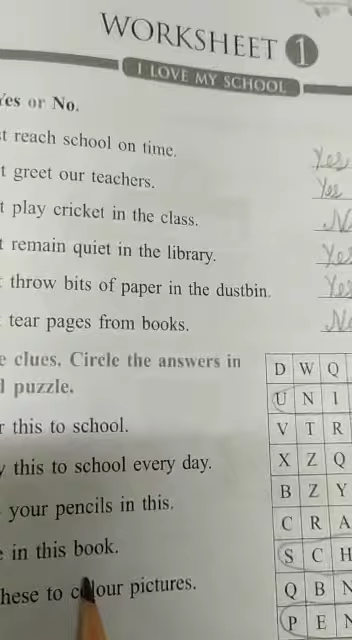 WORKSHEET 1
I LOVE MY SCHOOL
Yes or No.
t reach school on time. Yes
t greet our teachers. Yes
t play cricket in the class. No
t remain quiet in the library. Yes
throw bits of paper in the dustbin. Yes
tear pages from books. No
e clues. Circle the answers in
puzzle.
r this to school.
y this to school every day.
your pencils in this.
e in this book.
hese to colour pictures.
D W Q
U N I
V T R
X Z Q
B Z Y
C R A
S C H
Q B N
P E N